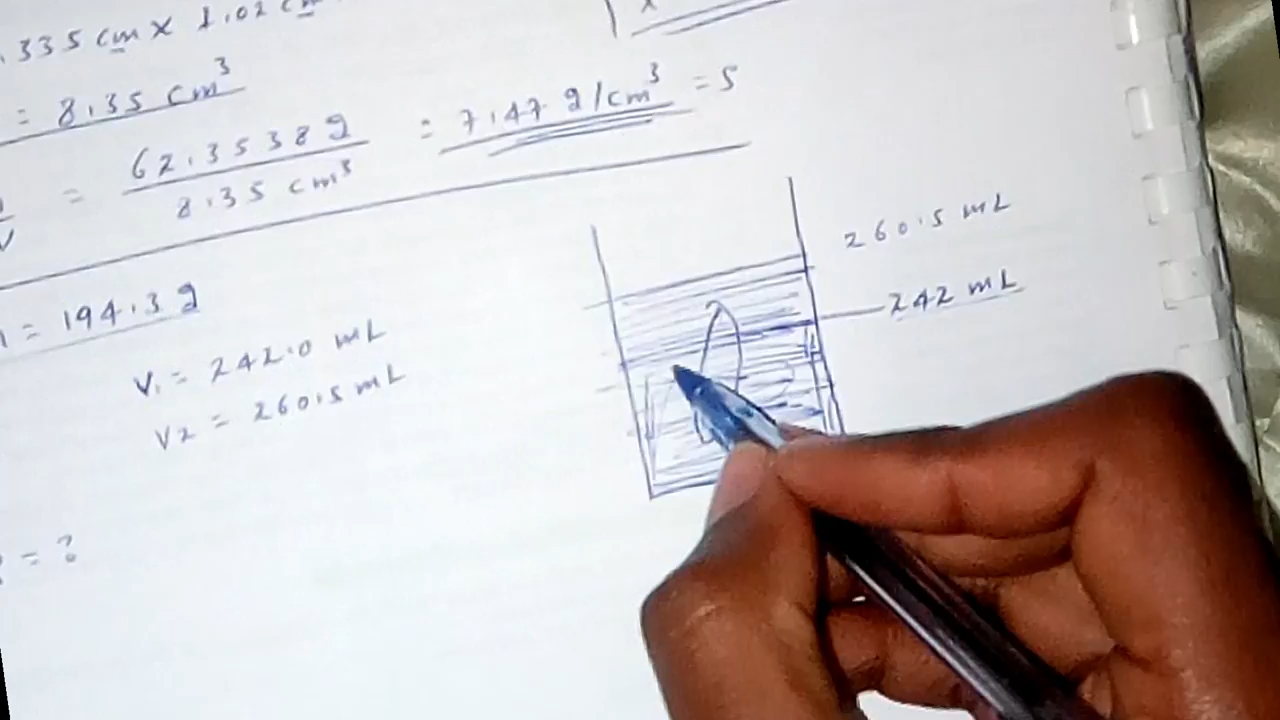 .335 cm x 1.02 cm
= 8.35 cm³
V = 62.3538 g / 8.35 cm³ = 7.47 g/cm³ = S
= 194.3 g
V₁ = 242.0 mL
V2 = 260.5 mL
260.5 mL
242 mL
= ?